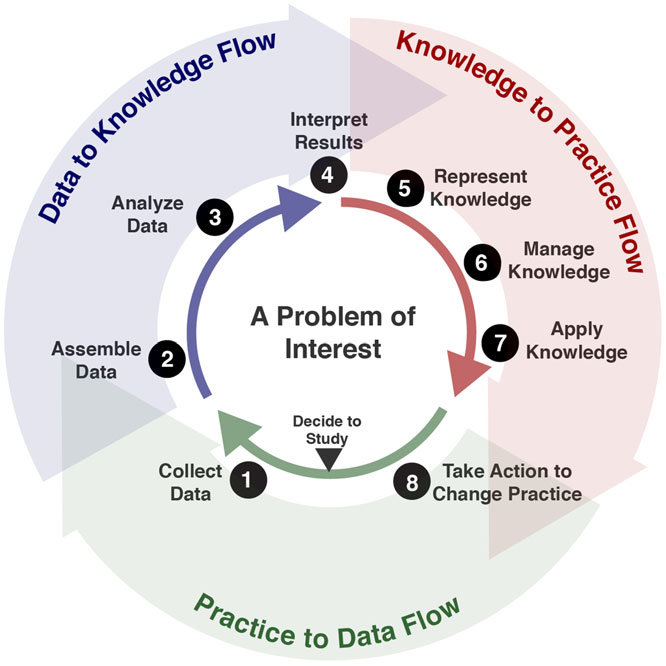 Data to Knowledge Flow
Knowledge to Practice Flow
Interpret
Results
4
5
Represent
Knowledge
Analyze
Data
3
6
Manage
Knowledge
A Problem of
Interest
7
Apply
Knowledge
Assemble
Data
2
Decide to
Study
Collect
Data
1
8
Take Action to
Change Practice
Practice to Data Flow